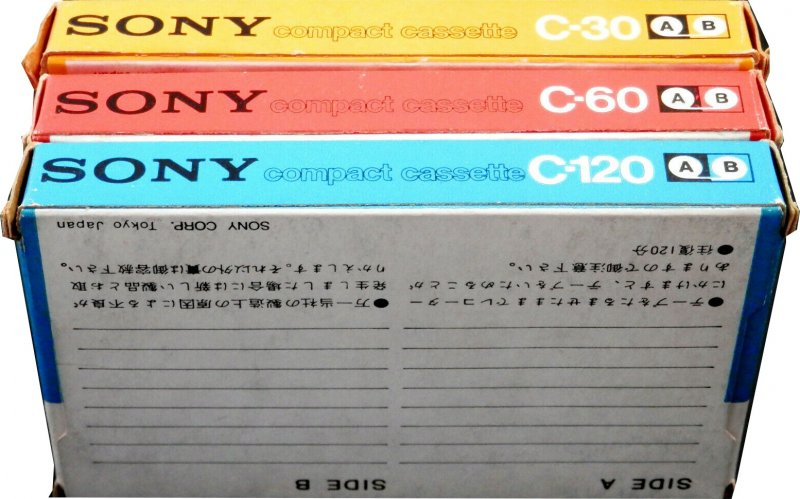 SONY compact cassette C-30 A B
SONY compact cassette C-60 A B
SONY compact cassette C-120 A B
SIDE A
SIDE B
●テープをたるませたままでレコーダー
にかけますと、テープをいためることが
ありますので御注意下さい。
●往復120分
●万一当社の製造上の原因による不良が
発生しました場合には新しい製品とお取
りかえします。それ以外の責は御容赦下さい。
SONY CORP. Tokyo Japan